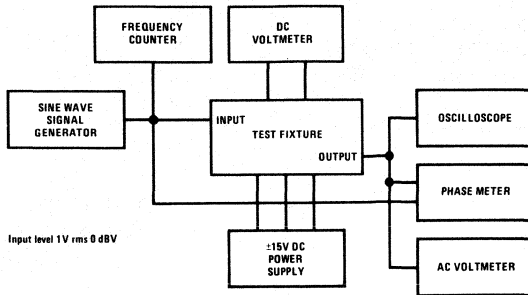 FREQUENCY
COUNTER
DC
VOLTMETER
SINE WAVE
SIGNAL
GENERATOR
INPUT
TEST FIXTURE
OUTPUT
OSCILLOSCOPE
PHASE METER
AC VOLTMETER
Input level 1V rms 0 dBV
±15V DC
POWER
SUPPLY